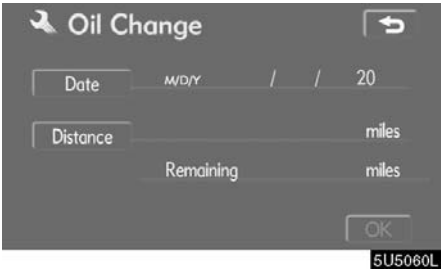 Oil Change
Date M/D/Y / / 20
Distance miles
Remaining miles
OK
5U5060L